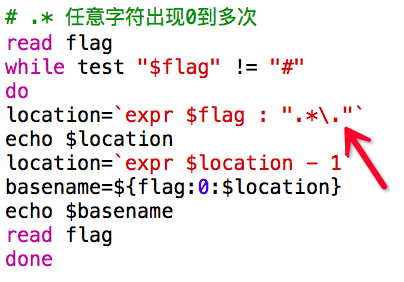 # .* 任意字符出现0到多次
read flag
while test "$flag" != "#"
do
location=`expr $flag : ".*\."`
echo $location
location=`expr $location - 1`
basename=${flag:0:$location}
echo $basename
read flag
done